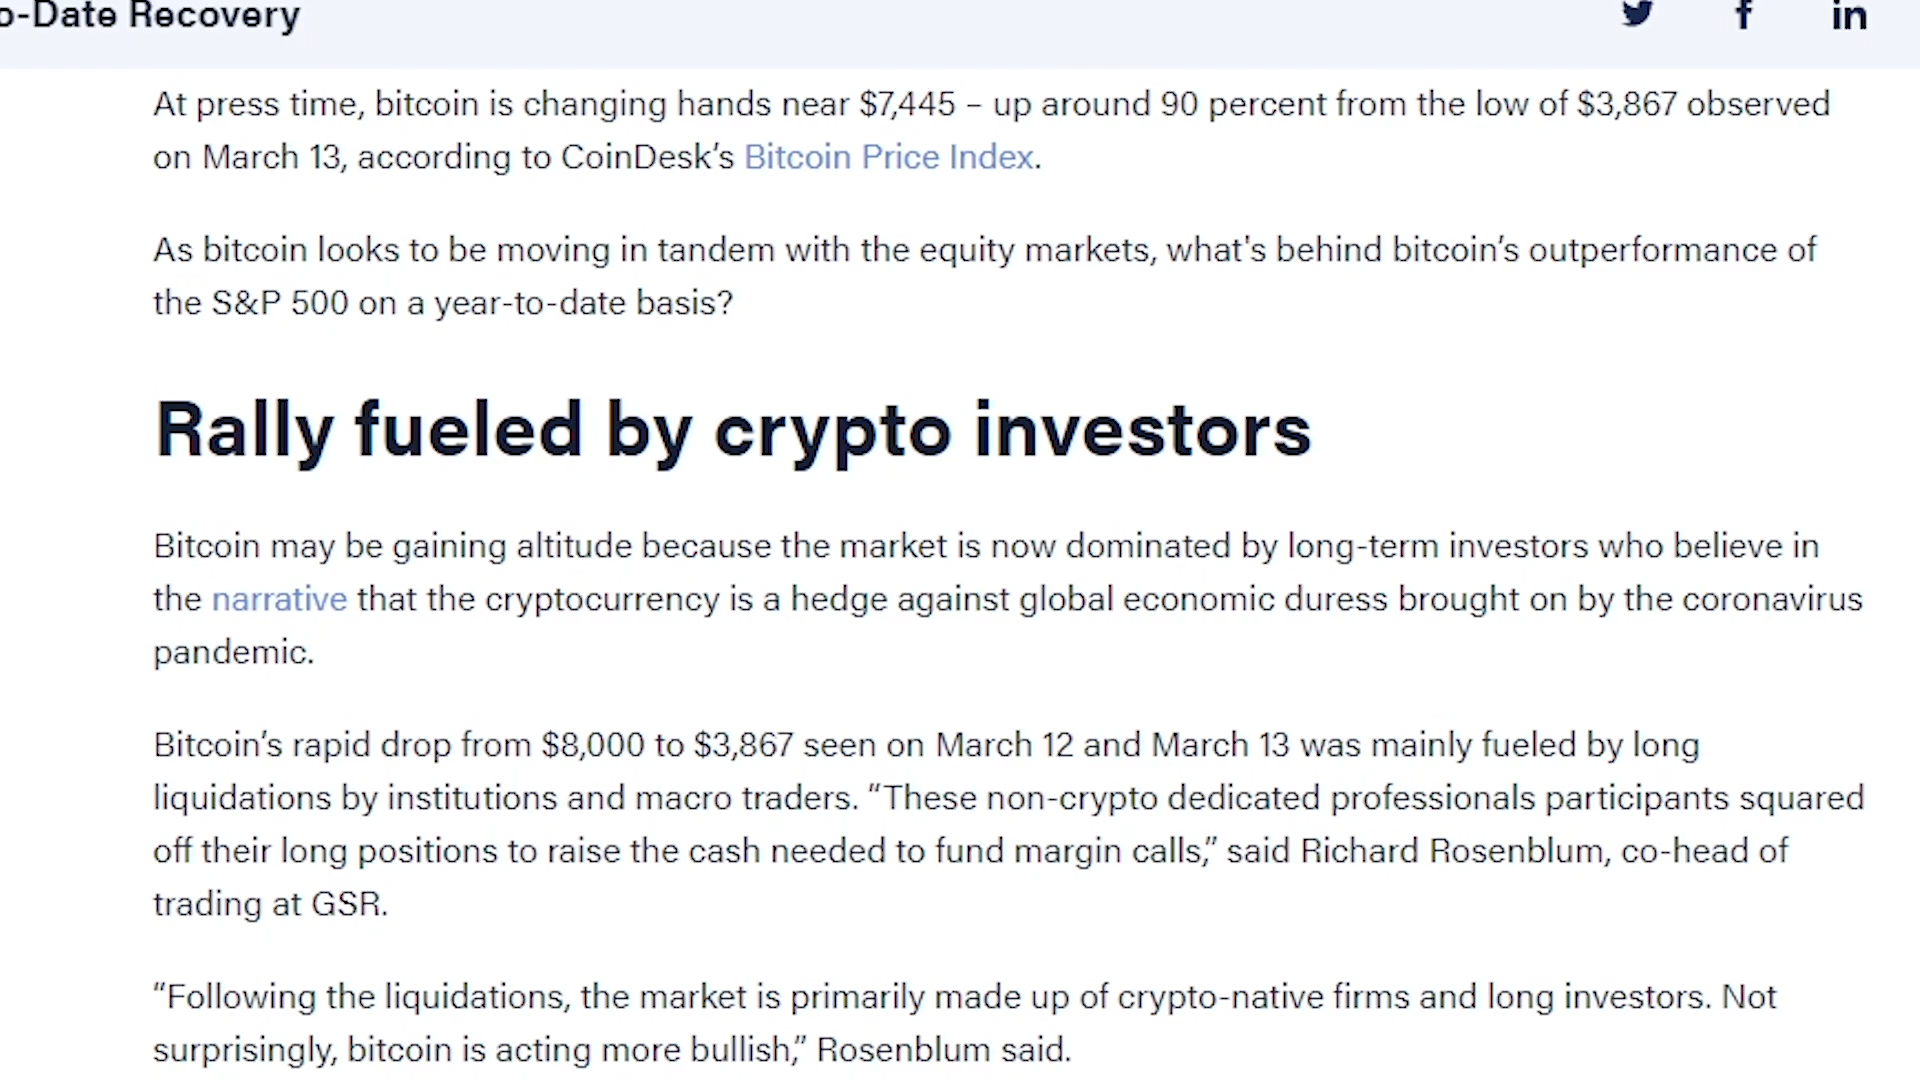 o-Date Recovery
At press time, bitcoin is changing hands near $7,445 – up around 90 percent from the low of $3,867 observed
on March 13, according to CoinDesk’s Bitcoin Price Index.
As bitcoin looks to be moving in tandem with the equity markets, what's behind bitcoin’s outperformance of
the S&P 500 on a year-to-date basis?
Rally fueled by crypto investors
Bitcoin may be gaining altitude because the market is now dominated by long-term investors who believe in
the narrative that the cryptocurrency is a hedge against global economic duress brought on by the coronavirus
pandemic.
Bitcoin’s rapid drop from $8,000 to $3,867 seen on March 12 and March 13 was mainly fueled by long
liquidations by institutions and macro traders. “These non-crypto dedicated professionals participants squared
off their long positions to raise the cash needed to fund margin calls,” said Richard Rosenblum, co-head of
trading at GSR.
“Following the liquidations, the market is primarily made up of crypto-native firms and long investors. Not
surprisingly, bitcoin is acting more bullish,” Rosenblum said.